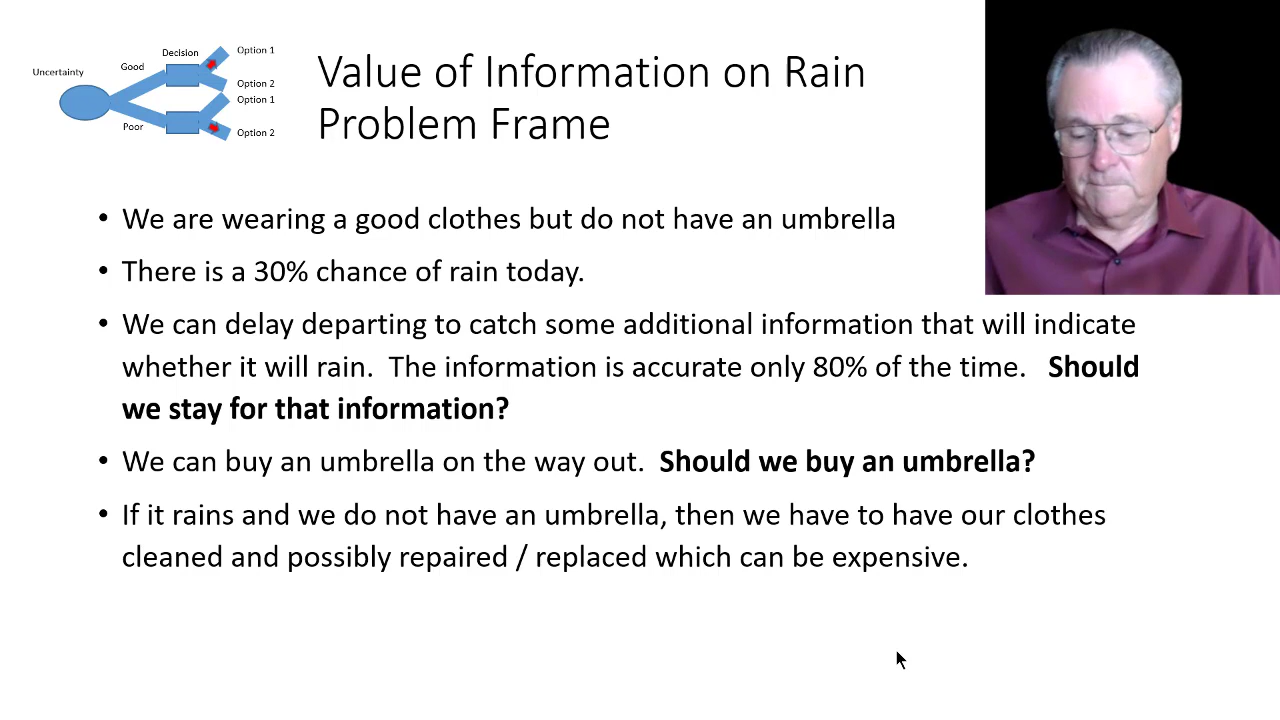 Uncertainty
Good
Poor
Decision
Option 1
Option 2
Option 1
Option 2
Value of Information on Rain
Problem Frame
• We are wearing a good clothes but do not have an umbrella
• There is a 30% chance of rain today.
• We can delay departing to catch some additional information that will indicate
whether it will rain.  The information is accurate only 80% of the time.   Should
we stay for that information?
• We can buy an umbrella on the way out.  Should we buy an umbrella?
• If it rains and we do not have an umbrella, then we have to have our clothes
cleaned and possibly repaired / replaced which can be expensive.